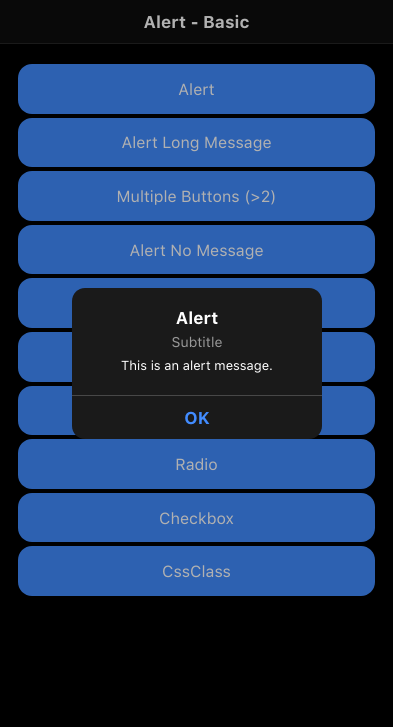 Alert - Basic
Alert
Alert Long Message
Multiple Buttons (>2)
Alert No Message
Alert
Subtitle
This is an alert message.
OK
Radio
Checkbox
CssClass